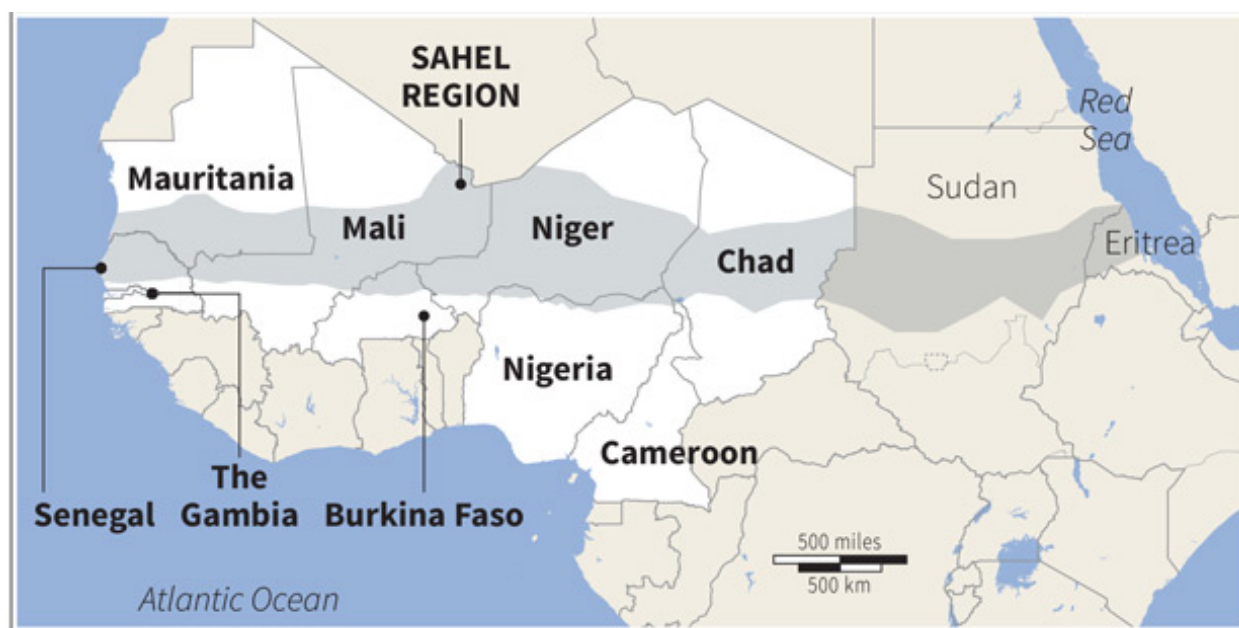 SAHEL
REGION
Red
Sea
Mauritania
Sudan
Mali
Niger
Eritrea
Chad
Nigeria
Cameroon
The
Gambia
Senegal
Burkina Faso
500 miles
500 km
Atlantic Ocean